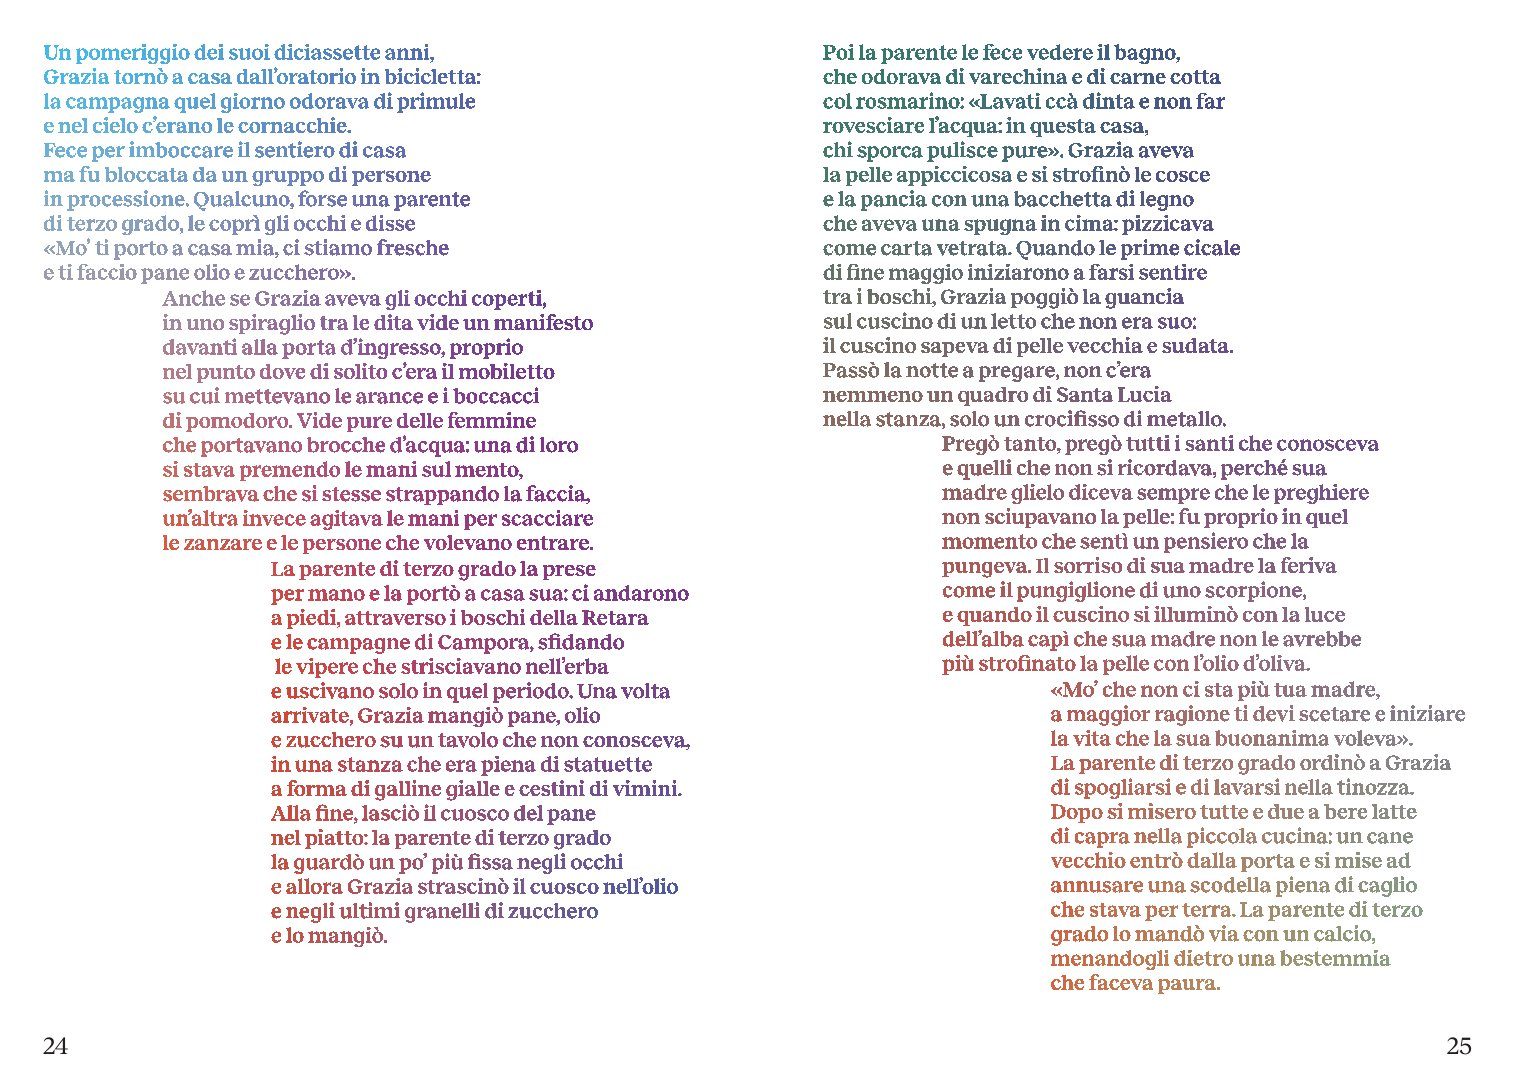 Un pomeriggio dei suoi diciassette anni,
Grazia tornò a casa dall'oratorio in bicicletta:
la campagna quel giorno odorava di primule
e nel cielo c'erano le cornacchie.
Fece per imboccare il sentiero di casa
ma fu bloccata da un gruppo di persone
in processione. Qualcuno, forse una parente
di terzo grado, le coprì gli occhi e disse
«Mo' ti porto a casa mia, ci stiamo fresche
e ti faccio pane olio e zucchero».
Anche se Grazia aveva gli occhi coperti,
in uno spiraglio tra le dita vide un manifesto
davanti alla porta d'ingresso, proprio
nel punto dove di solito c'era il mobiletto
su cui mettevano le arance e i boccacci
di pomodoro. Vide pure delle femmine
che portavano brocche d'acqua: una di loro
si stava premendo le mani sul mento,
sembrava che si stesse strappando la faccia,
un'altra invece agitava le mani per scacciare
le zanzare e le persone che volevano entrare.
La parente di terzo grado la prese
per mano e la portò a casa sua: ci andarono
a piedi, attraverso i boschi della Retara
e le campagne di Campora, sfidando
le vipere che strisciavano nell'erba
e uscivano solo in quel periodo. Una volta
arrivate, Grazia mangiò pane, olio
e zucchero su un tavolo che non conosceva,
in una stanza che era piena di statuette
a forma di galline gialle e cestini di vimini.
Alla fine, lasciò il cuosco del pane
nel piatto: la parente di terzo grado
la guardò un po' più fissa negli occhi
e allora Grazia strascinò il cuosco nell'olio
e negli ultimi granelli di zucchero
e lo mangiò.
24
Poi la parente le fece vedere il bagno,
che odorava di varechina e di carne cotta
col rosmarino: «Lavati ccà dinta e non far
rovesciare l'acqua: in questa casa,
chi sporca pulisce pure». Grazia aveva
la pelle appiccicosa e si strofinò le cosce
e la pancia con una bacchetta di legno
che aveva una spugna in cima: pizzicava
come carta vetrata. Quando le prime cicale
di fine maggio iniziarono a farsi sentire
tra i boschi, Grazia poggiò la guancia
sul cuscino di un letto che non era suo:
il cuscino sapeva di pelle vecchia e sudata.
Passò la notte a pregare, non c'era
nemmeno un quadro di Santa Lucia
nella stanza, solo un crocifisso di metallo.
Pregò tanto, pregò tutti i santi che conosceva
e quelli che non si ricordava, perché sua
madre glielo diceva sempre che le preghiere
non sciupavano la pelle: fu proprio in quel
momento che sentì un pensiero che la
pungeva. Il sorriso di sua madre la feriva
come il pungiglione di uno scorpione,
e quando il cuscino si illuminò con la luce
dell'alba capì che sua madre non le avrebbe
più strofinato la pelle con l'olio d'oliva.
«Mo' che non ci sta più tua madre,
a maggior ragione ti devi scetare e iniziare
la vita che la sua buonanima voleva».
La parente di terzo grado ordinò a Grazia
di spogliarsi e di lavarsi nella tinozza.
Dopo si misero tutte e due a bere latte
di capra nella piccola cucina: un cane
vecchio entrò dalla porta e si mise ad
annusare una scodella piena di caglio
che stava per terra. La parente di terzo
grado lo mandò via con un calcio,
menandogli dietro una bestemmia
che faceva paura.
25